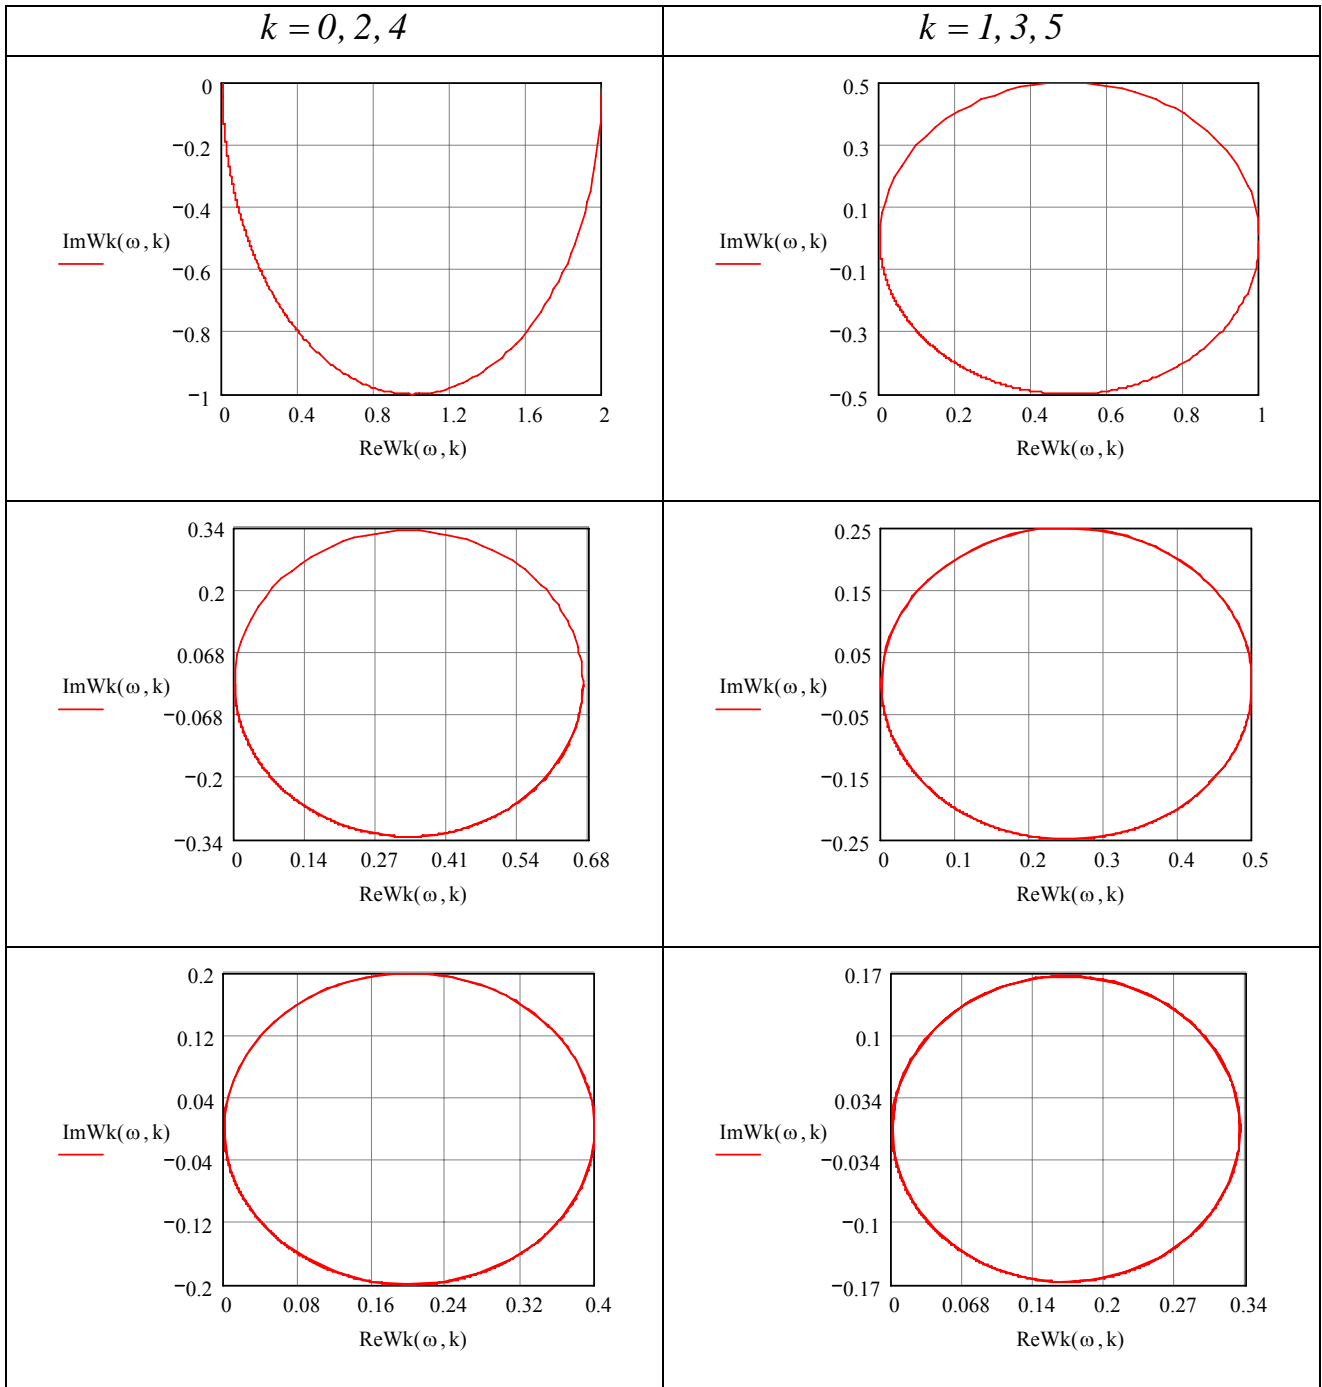 k = 0, 2, 4
k = 1, 3, 5
0
−0.2
−0.4
−0.6
−0.8
−1
ImWk(ω, k)
0 0.4 0.8 1.2 1.6 2
ReWk(ω, k)
0.5
0.3
0.1
−0.1
−0.3
−0.5
ImWk(ω, k)
0 0.2 0.4 0.6 0.8 1
ReWk(ω, k)
0.34
0.2
0.068
−0.068
−0.2
−0.34
ImWk(ω, k)
0 0.14 0.27 0.41 0.54 0.68
ReWk(ω, k)
0.25
0.15
0.05
−0.05
−0.15
−0.25
ImWk(ω, k)
0 0.1 0.2 0.3 0.4 0.5
ReWk(ω, k)
0.2
0.12
0.04
−0.04
−0.12
−0.2
ImWk(ω, k)
0 0.08 0.16 0.24 0.32 0.4
ReWk(ω, k)
0.17
0.1
0.034
−0.034
−0.1
−0.17
ImWk(ω, k)
0 0.068 0.14 0.2 0.27 0.34
ReWk(ω, k)